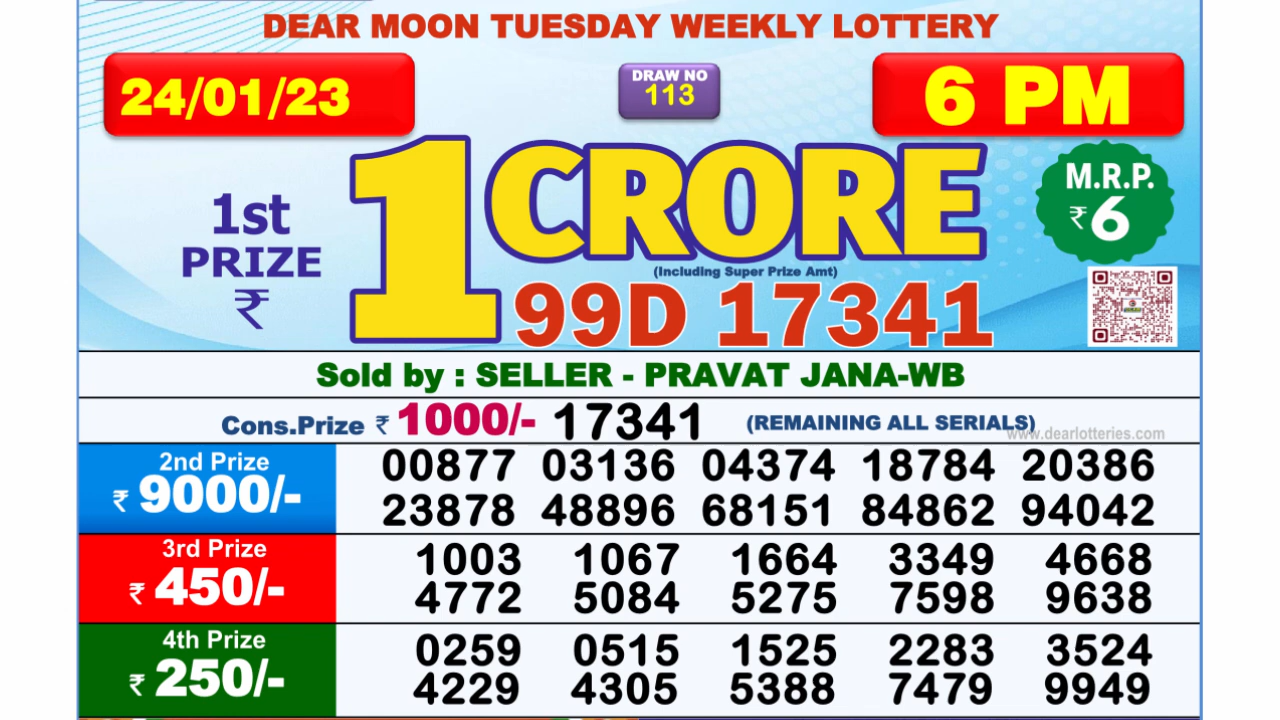 DEAR MOON TUESDAY WEEKLY LOTTERY
24/01/23
DRAW NO
113
6 PM
1st
PRIZE
₹
1 CRORE
(Including Super Prize Amt)
M.R.P.
₹ 6
99D 17341
Sold by : SELLER - PRAVAT JANA-WB
Cons.Prize ₹ 1000/- 17341 (REMAINING ALL SERIALS)
www.dearlotteries.com
2nd Prize
₹ 9000/-
00877 03136 04374 18784 20386
23878 48896 68151 84862 94042
3rd Prize
₹ 450/-
1003 1067 1664 3349 4668
4772 5084 5275 7598 9638
4th Prize
₹ 250/-
0259 0515 1525 2283 3524
4229 4305 5388 7479 9949